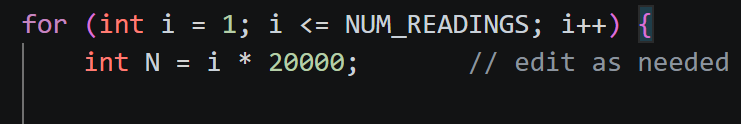 for (int i = 1; i <= NUM_READINGS; i++) {
    int N = i * 20000;       // edit as needed